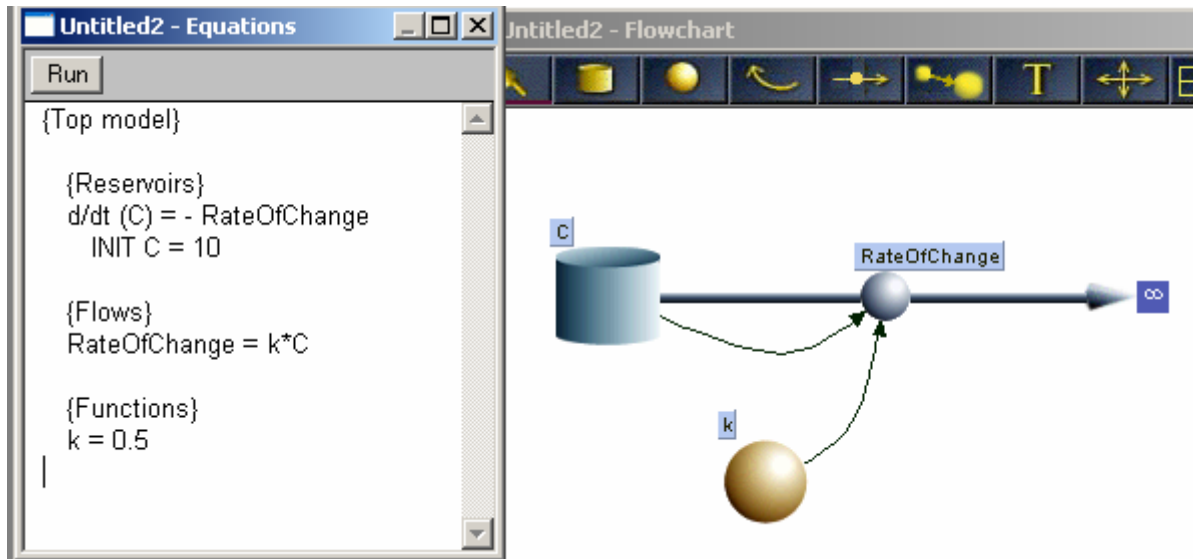 Untitled2 - Equations
Run
{Top model}
{Reservoirs}
d/dt (C) = - RateOfChange
INIT C = 10
{Flows}
RateOfChange = k*C
{Functions}
k = 0.5
Untitled2 - Flowchart
T
C
RateOfChange
∞
k